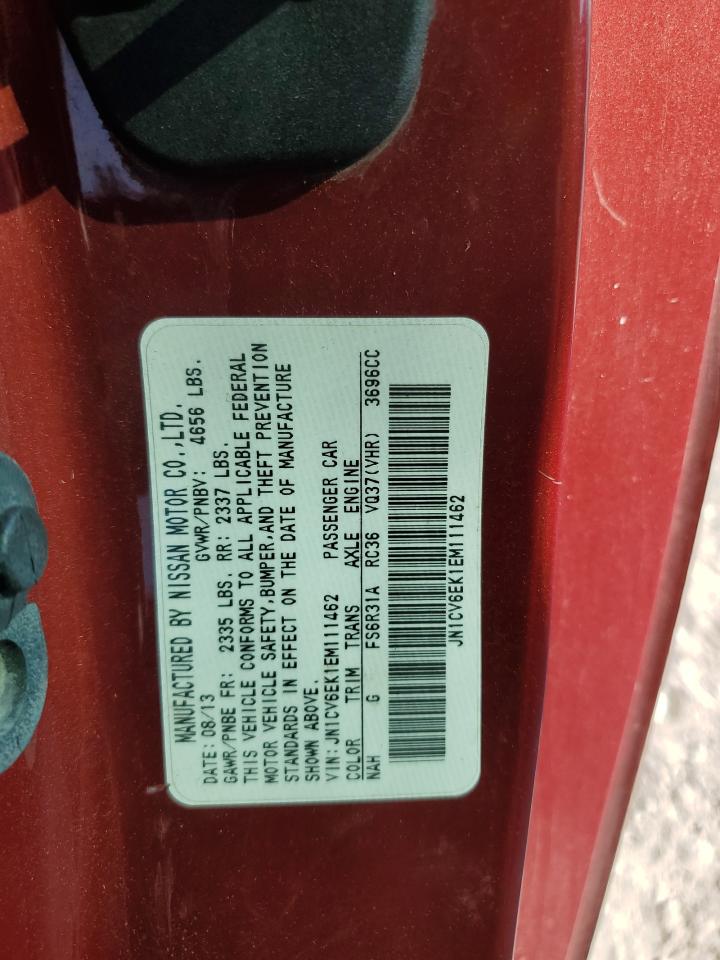 MANUFACTURED BY NISSAN MOTOR CO.,LTD.
DATE: 08/13 GVWR/PNBV: 4656 LBS.
GAWR/PNBE FR: 2335 LBS. RR: 2337 LBS.
THIS VEHICLE CONFORMS TO ALL APPLICABLE FEDERAL
MOTOR VEHICLE SAFETY,BUMPER,AND THEFT PREVENTION
STANDARDS IN EFFECT ON THE DATE OF MANUFACTURE
SHOWN ABOVE.
VIN:JN1CV6EK1EM111462 PASSENGER CAR
COLOR TRIM TRANS AXLE ENGINE
NAH G FS6R31A RC36 VQ37(VHR) 3696CC
JN1CV6EK1EM111462